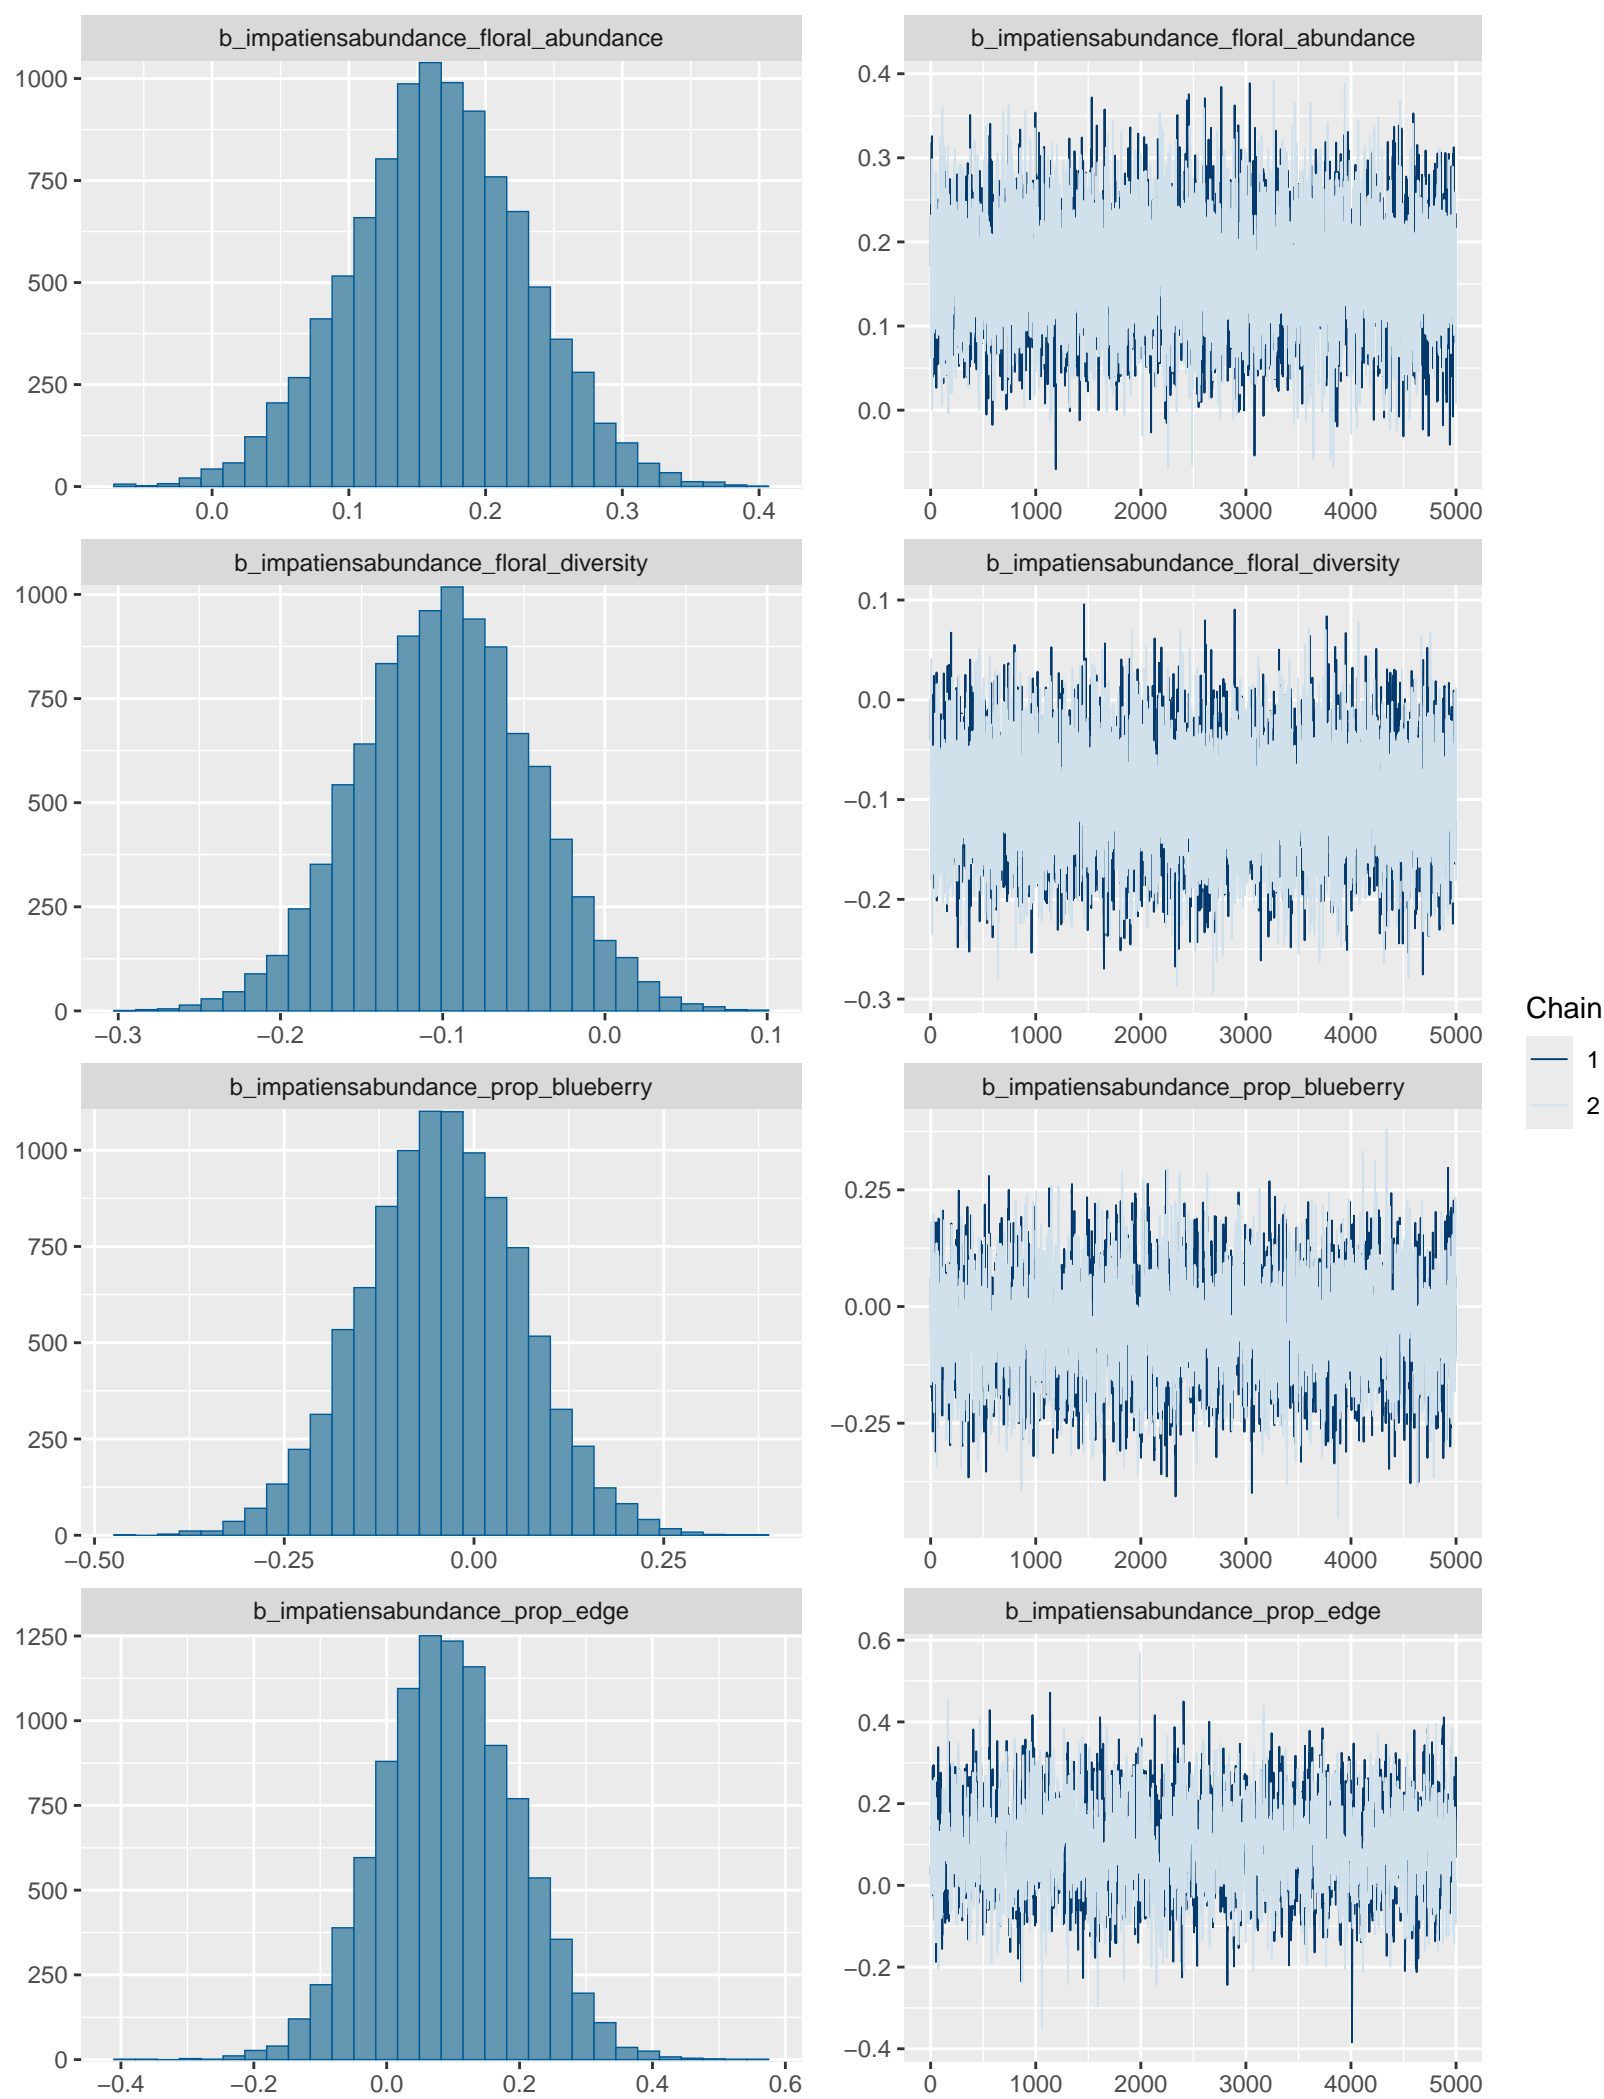 b_impatiensabundance_floral_abundance
1000
750
500
250
0
0.0 0.1 0.2 0.3 0.4
b_impatiensabundance_floral_abundance
0.4
0.3
0.2
0.1
0.0
0 1000 2000 3000 4000 5000
b_impatiensabundance_floral_diversity
1000
750
500
250
0
−0.3 −0.2 −0.1 0.0 0.1
b_impatiensabundance_floral_diversity
0.1
0.0
−0.1
−0.2
−0.3
0 1000 2000 3000 4000 5000
b_impatiensabundance_prop_blueberry
1000
750
500
250
0
−0.50 −0.25 0.00 0.25
b_impatiensabundance_prop_blueberry
0.25
0.00
−0.25
0 1000 2000 3000 4000 5000
b_impatiensabundance_prop_edge
1250
1000
750
500
250
0
−0.4 −0.2 0.0 0.2 0.4 0.6
b_impatiensabundance_prop_edge
0.6
0.4
0.2
0.0
−0.2
−0.4
0 1000 2000 3000 4000 5000
Chain
1
2